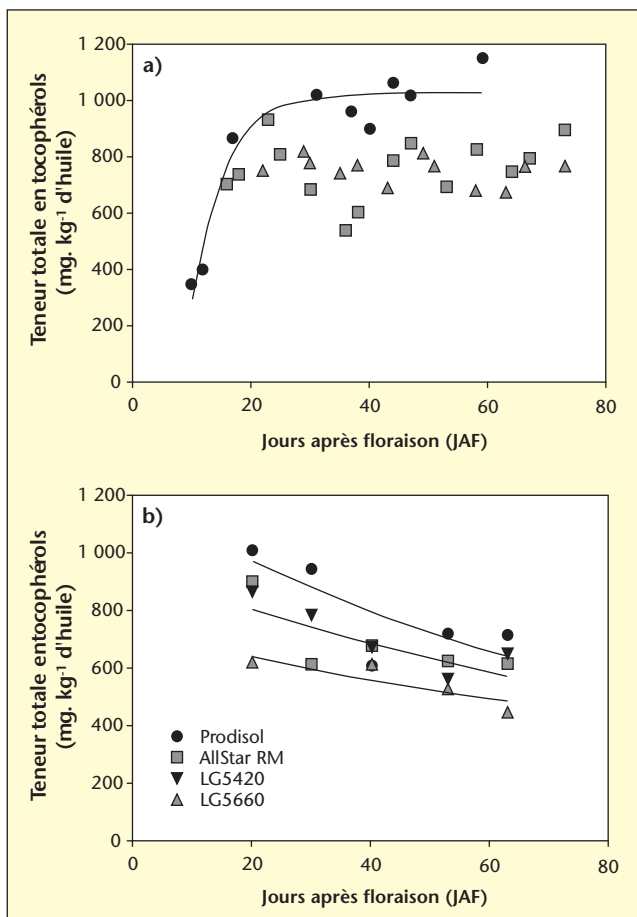 a)
Teneur totale en tocophérols
(mg. kg-1 d'huile)
1 200
1 000
800
600
400
200
0
0 20 40 60 80
Jours après floraison (JAF)
b)
Teneur totale entocophérols
(mg. kg-1 d'huile)
1 200
1 000
800
600
400
200
0
Prodisol
AllStar RM
LG5420
LG5660
0 20 40 60 80
Jours après floraison (JAF)